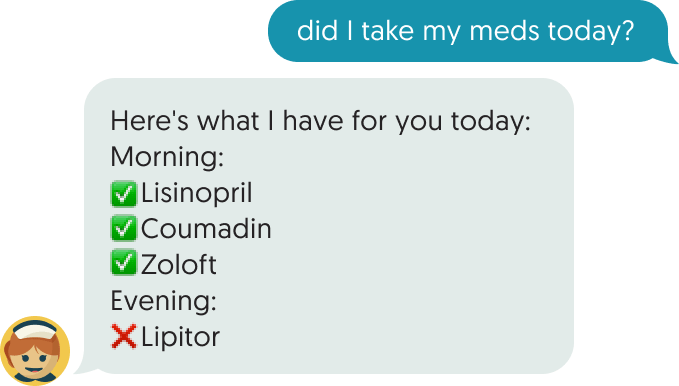 did I take my meds today?
Here's what I have for you today:
Morning:
✅Lisinopril
✅Coumadin
✅Zoloft
Evening:
❌Lipitor